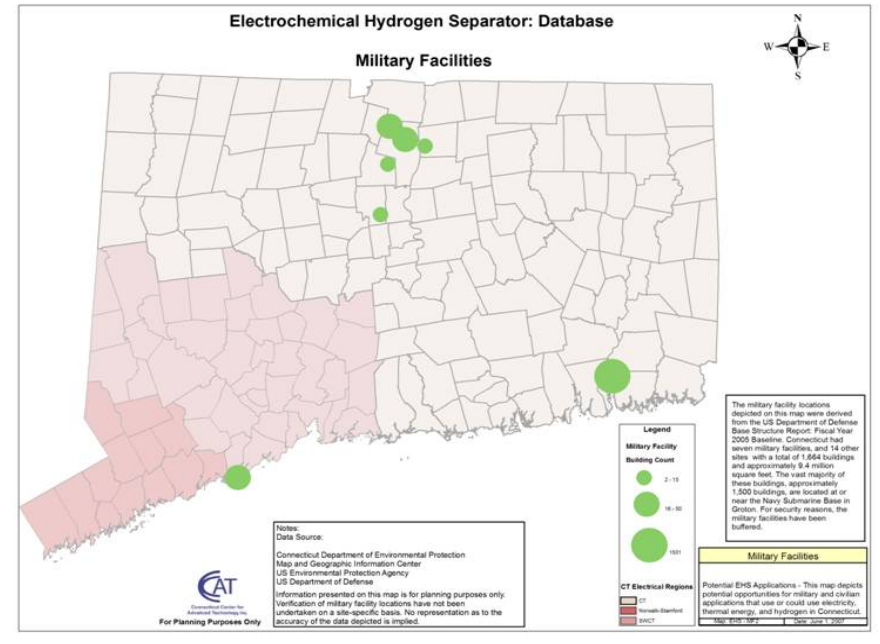 Electrochemical Hydrogen Separator: Database
Military Facilities
N
W
E
S
The military facility locations
depicted on this map were derived
from the US Department of Defense
Base Structure Report: Fiscal Year
2005 Baseline. Connecticut had
seven military facilities, and 14 other
sites with a total of 1,664 buildings
and approximately 9.4 million
square feet. The vast majority of
these buildings, approximately
1,500 buildings, are located at or
near the Navy Submarine Base in
Groton. For security reasons, the
military facilities have been
buffered.
Legend
Military Facility
Building Count
2 - 15
16 - 50
1501
CT Electrical Regions
CT
Norwalk-Stamford
SWCT
Notes:
Data Source:
Connecticut Department of Environmental Protection
Map and Geographic Information Center
US Environmental Protection Agency
US Department of Defense
Information presented on this map is for planning purposes only.
Verification of military facility locations have not been
undertaken on a site-specific basis. No representation as to the
accuracy of the data depicted is implied.
CAT
Connecticut Center for
Advanced Technology, Inc.
For Planning Purposes Only
Military Facilities
Potential EHS Applications - This map depicts
potential opportunities for military and civilian
applications that use or could use electricity,
thermal energy, and hydrogen in Connecticut.
Map: EHS - MF2
Date: June 1, 2007